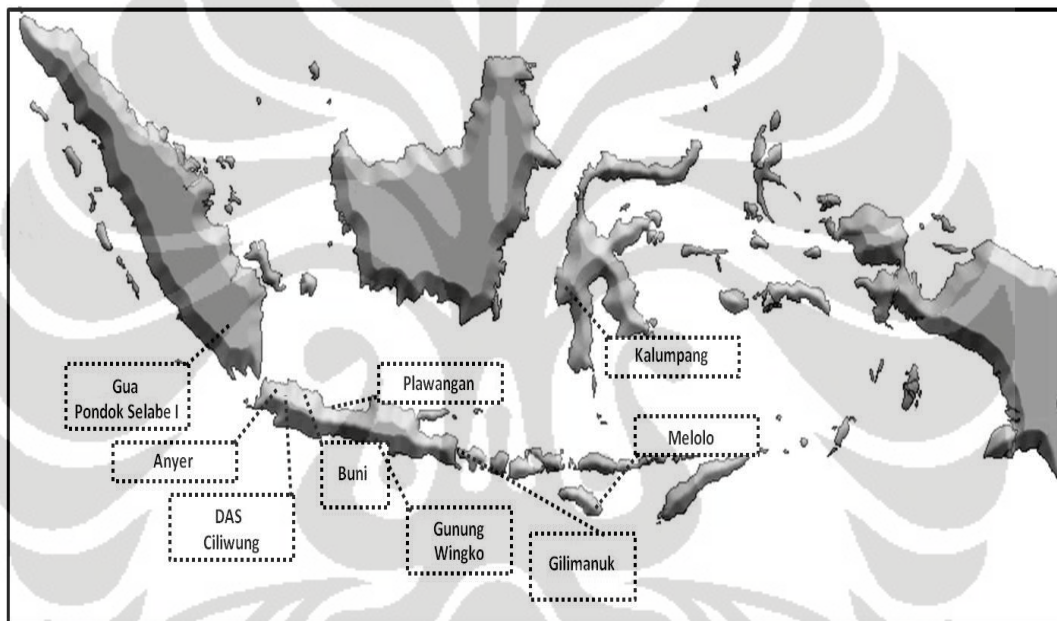 Kalumpang
Gua
Pondok Selabe I
Plawangan
Melolo
Anyer
Buni
DAS
Ciliwung
Gunung
Wingko
Gilimanuk